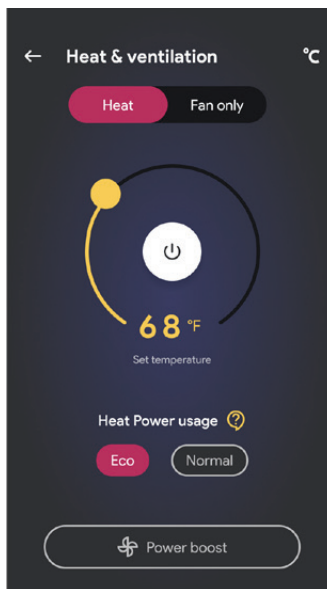 Heat & ventilation °C
Heat Fan only
68 °F
Set temperature
Heat Power usage ?
Eco Normal
Power boost